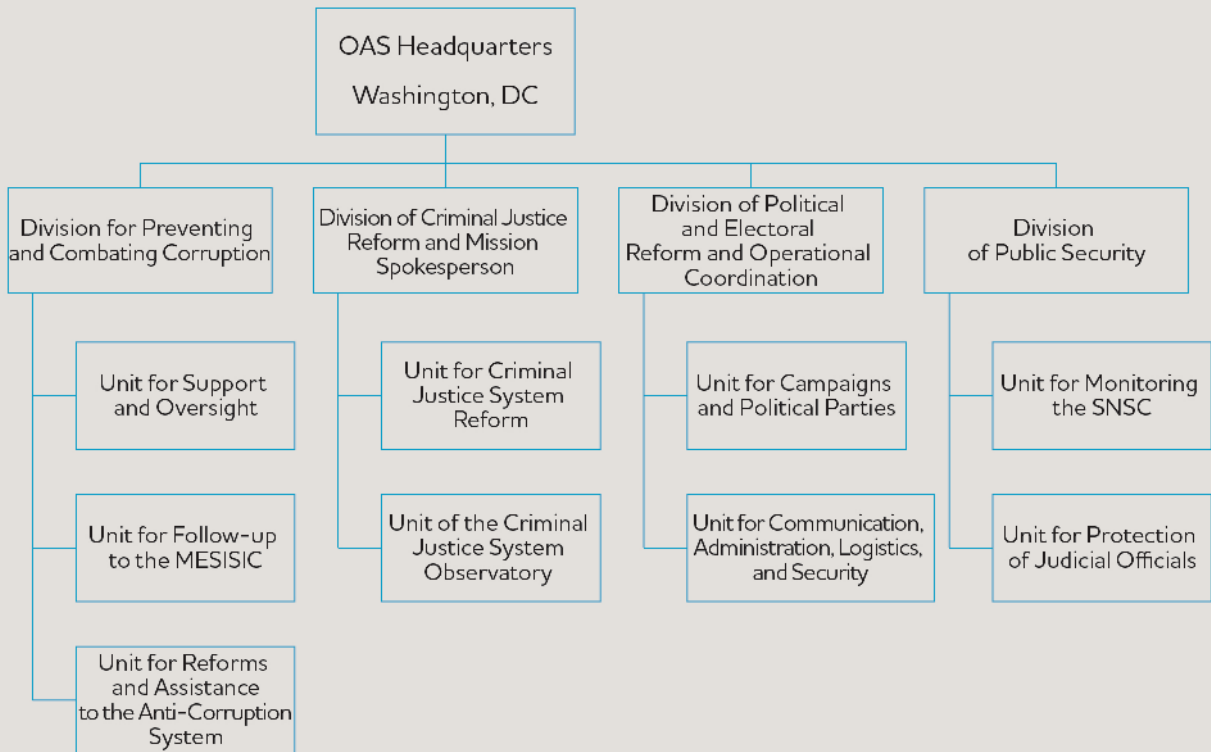 OAS Headquarters
Washington, DC
Division for Preventing
and Combating Corruption
Division of Criminal Justice
Reform and Mission
Spokesperson
Division of Political
and Electoral
Reform and Operational
Coordination
Division
of Public Security
Unit for Support
and Oversight
Unit for Criminal
Justice System
Reform
Unit for Campaigns
and Political Parties
Unit for Monitoring
the SNSC
Unit for Follow-up
to the MESISIC
Unit of the Criminal
Justice System
Observatory
Unit for Communication,
Administration, Logistics,
and Security
Unit for Protection
of Judicial Officials
Unit for Reforms
and Assistance
to the Anti-Corruption
System